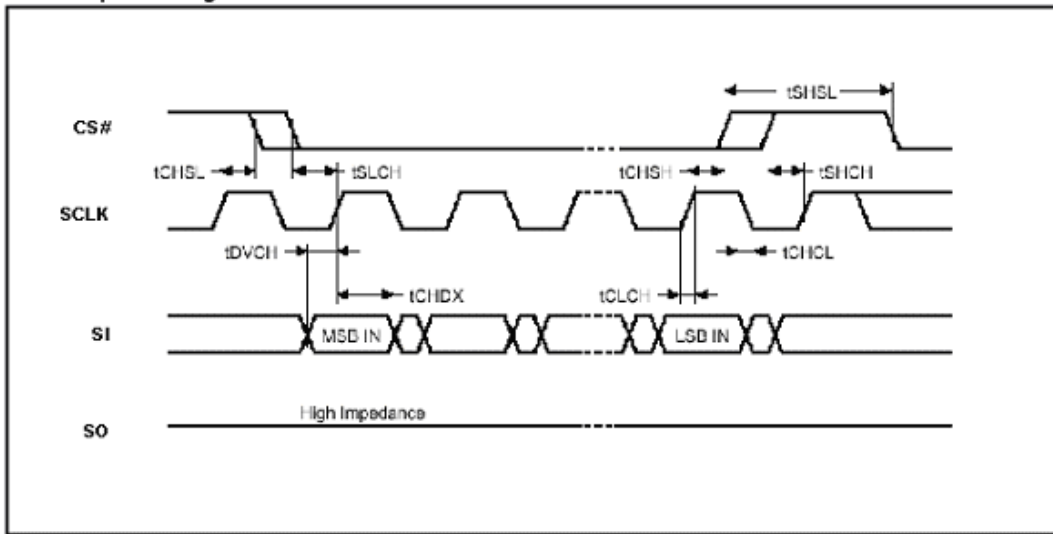 tSHSL
CS#
tCHSL
tSLCH
tCHSH
tSHCH
SCLK
tDVCH
tCHCL
tCHDX
tCLCH
SI
MSB IN
LSB IN
High Impedance
SO